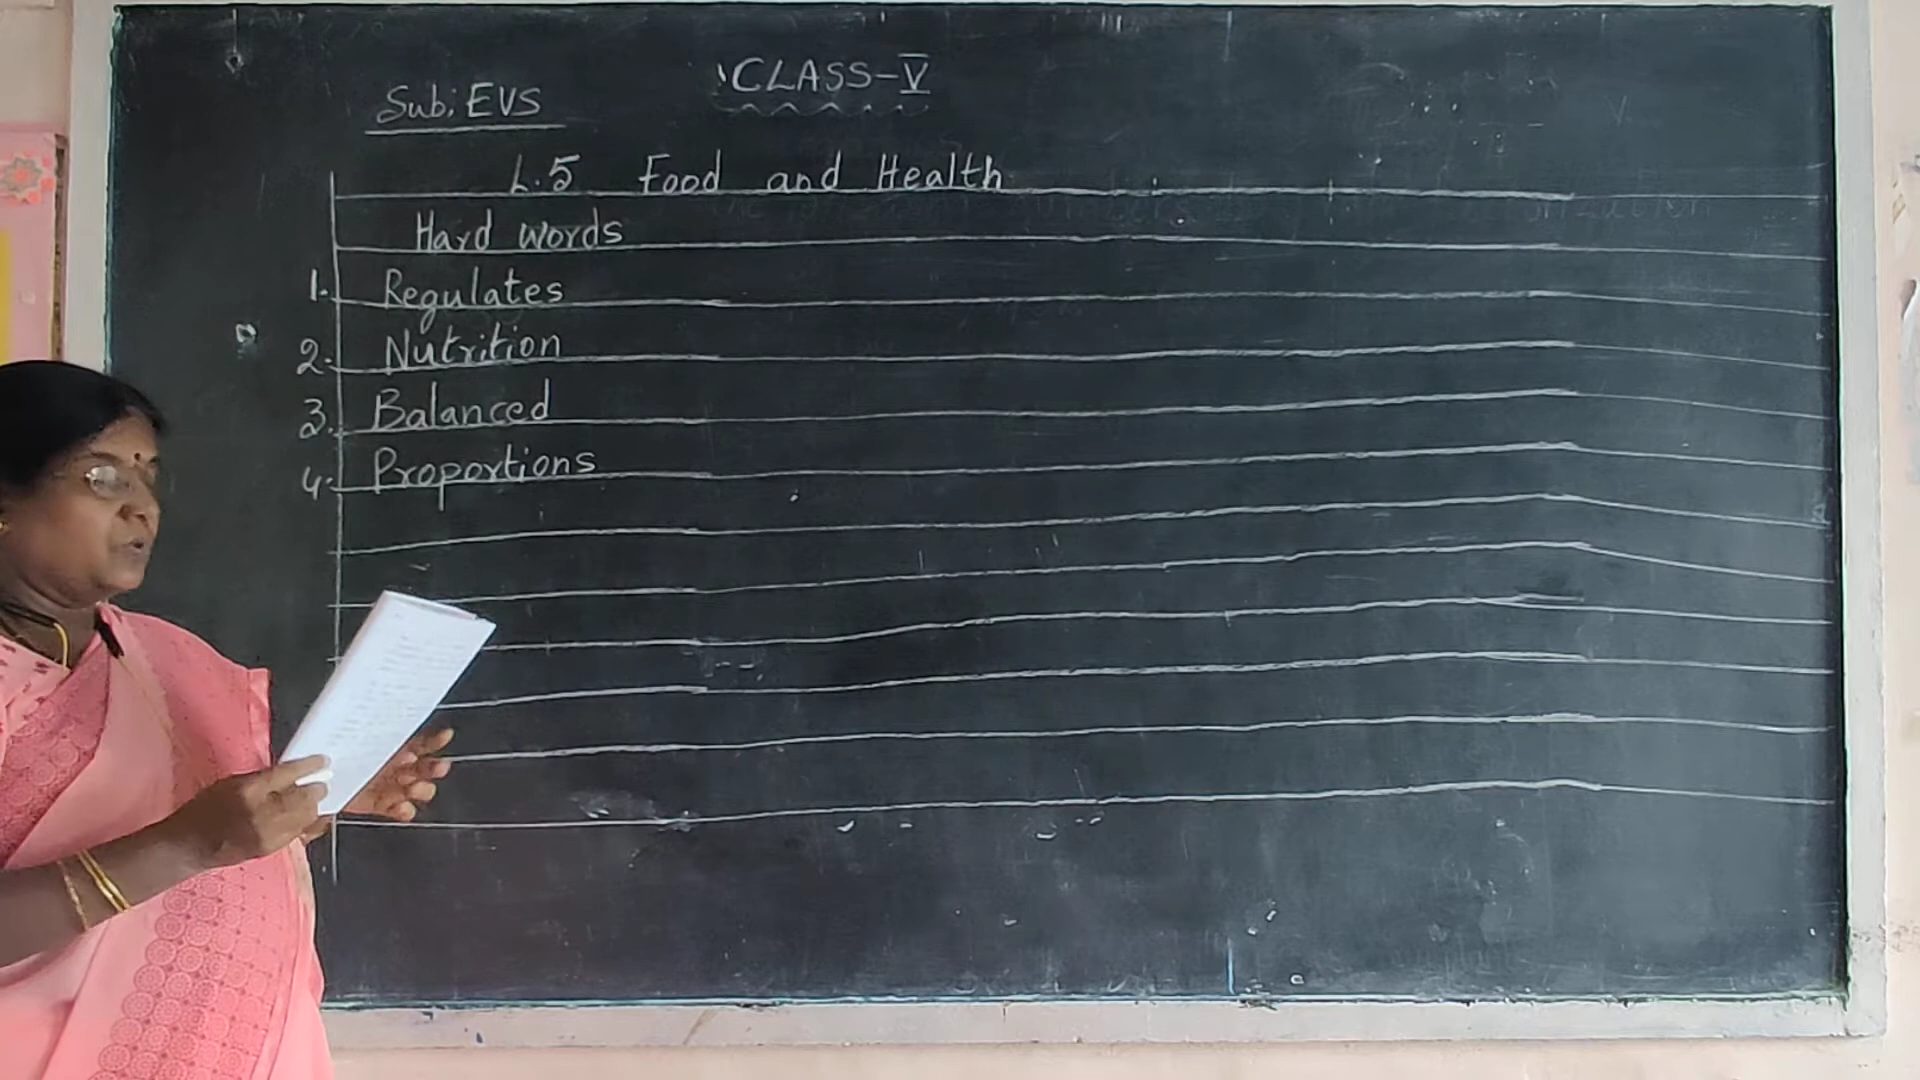 CLASS-V
Sub: EVS
L.5 Food and Health
Hard words
1. Regulates
2. Nutrition
3. Balanced
4. Proportions